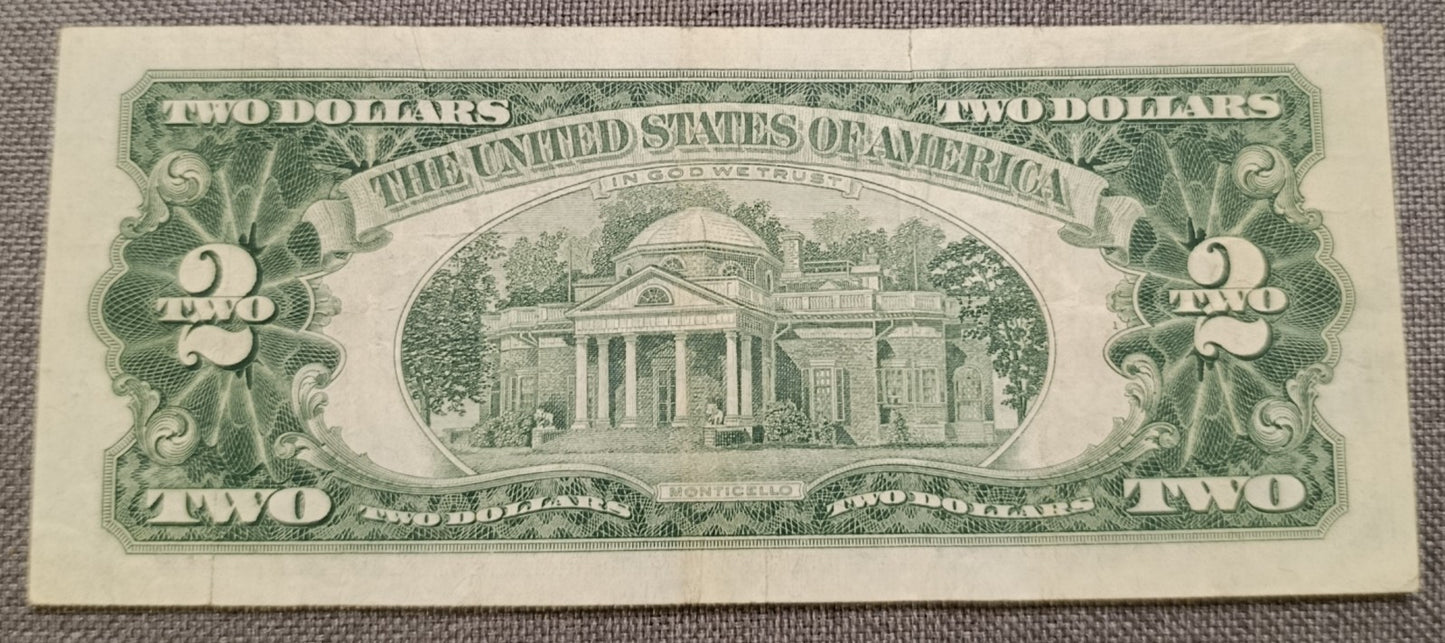 TWO DOLLARS
TWO DOLLARS
THE UNITED STATES OF AMERICA
IN GOD WE TRUST
2
TWO
2
TWO
1
MONTICELLO
TWO
TWO DOLLARS
TWO DOLLARS
TWO